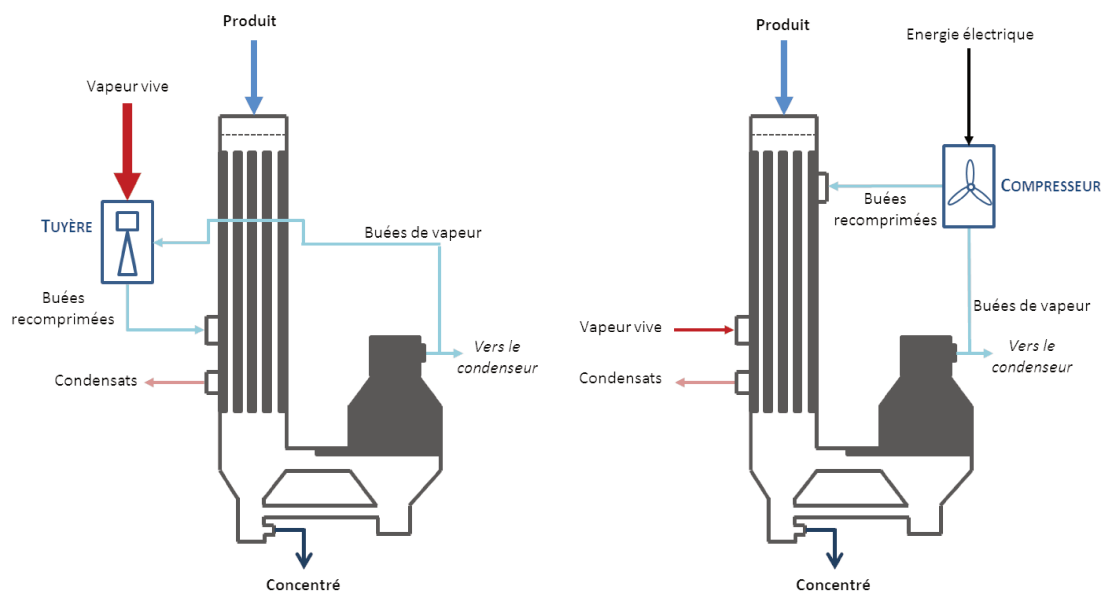 Produit
Vapeur vive
TUYÈRE
Buées de vapeur
Buées
recomprimées
Vers le
condenseur
Condensats
Concentré
Produit
Energie électrique
COMPRESSEUR
Buées
recomprimées
Buées de vapeur
Vapeur vive
Vers le
condenseur
Condensats
Concentré